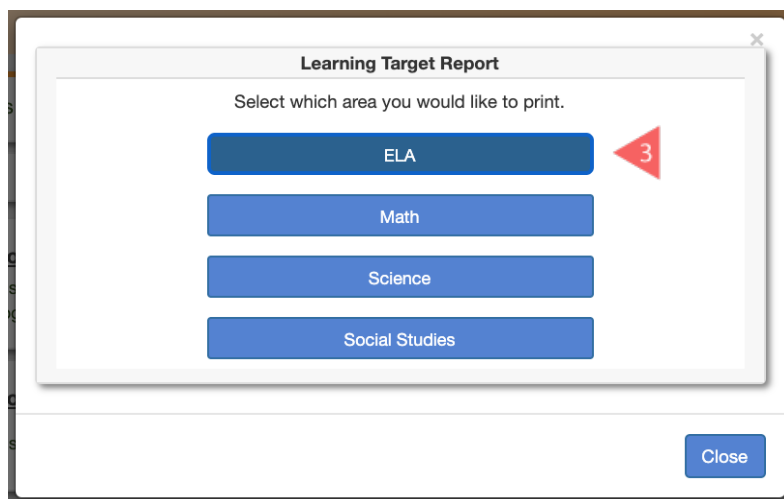 ×
Learning Target Report
Select which area you would like to print.
ELA
3
Math
Science
Social Studies
Close